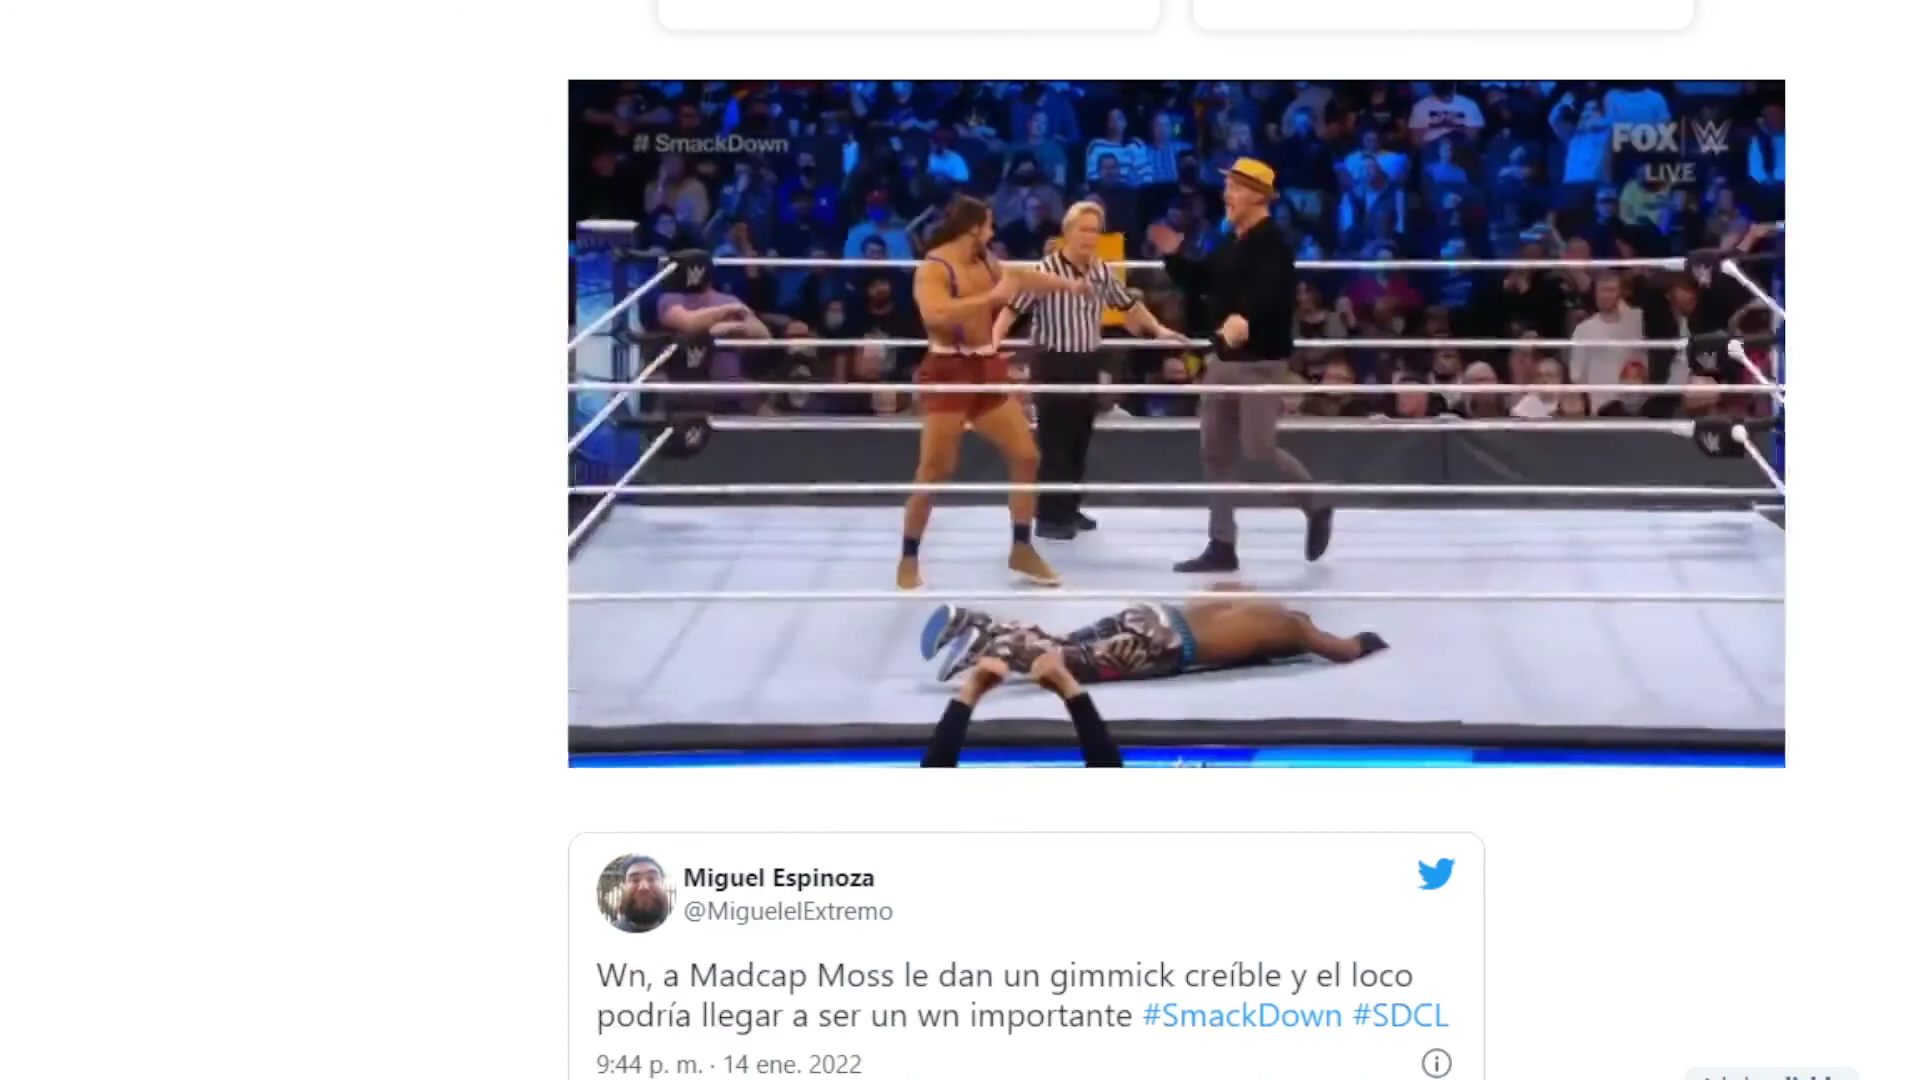 # SmackDown
FOX W
LIVE
Miguel Espinoza
@MiguelelExtremo
Wn, a Madcap Moss le dan un gimmick creíble y el loco
podría llegar a ser un wn importante #SmackDown #SDCL
9:44 p. m. · 14 ene. 2022